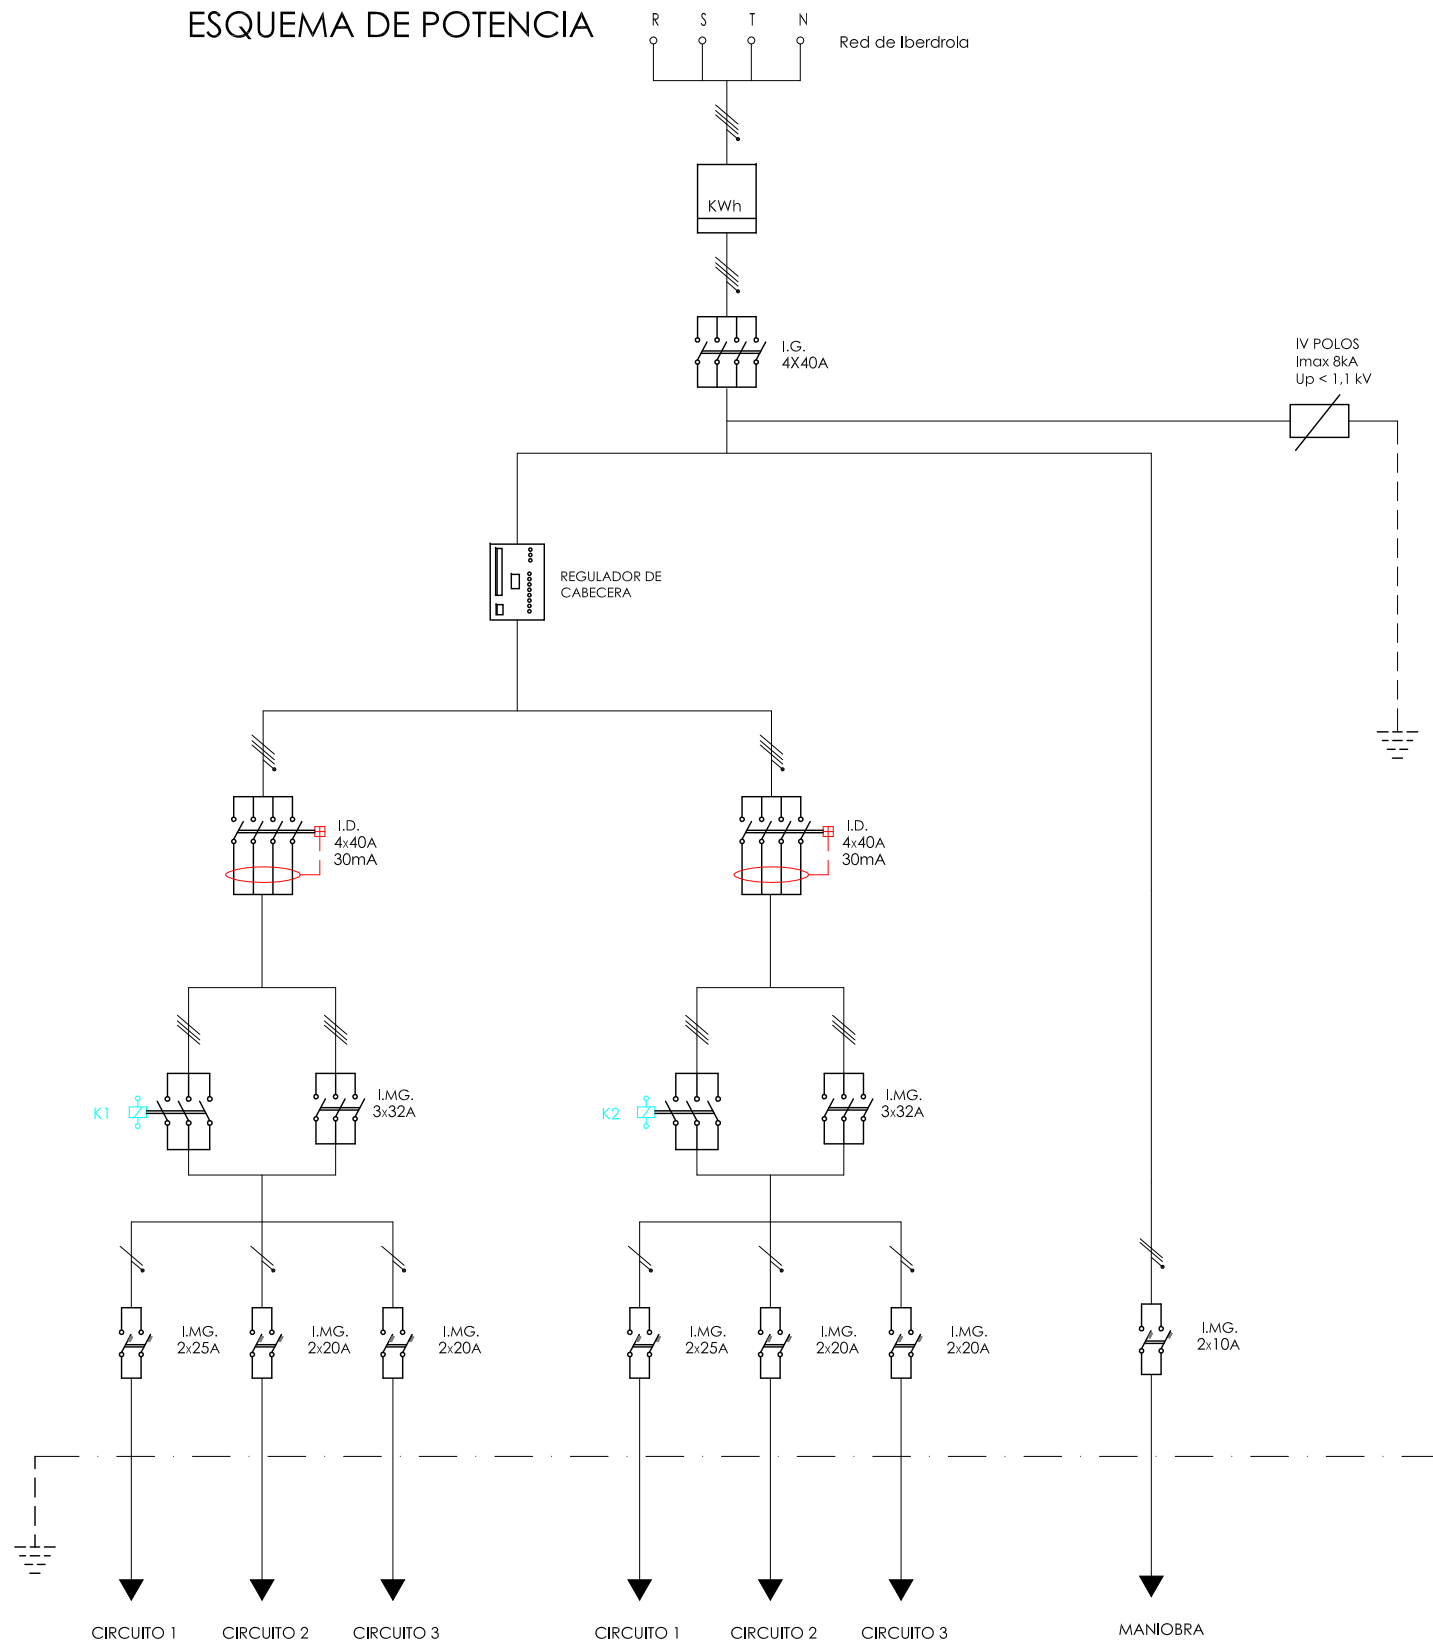 ESQUEMA DE POTENCIA
R S T N
Red de Iberdrola
KWh
I.G.
4X40A
IV POLOS
Imax 8kA
Up < 1,1 kV
REGULADOR DE
CABECERA
I.D.
4x40A
30mA
I.D.
4x40A
30mA
K1
I.MG.
3x32A
K2
I.MG.
3x32A
I.MG.
2x25A
I.MG.
2x20A
I.MG.
2x20A
I.MG.
2x25A
I.MG.
2x20A
I.MG.
2x20A
I.MG.
2x10A
CIRCUITO 1
CIRCUITO 2
CIRCUITO 3
CIRCUITO 1
CIRCUITO 2
CIRCUITO 3
MANIOBRA